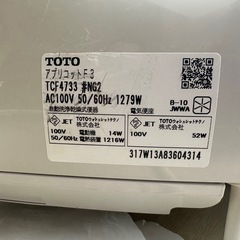 TOTO
アプリコットF3
TCF4733 #NG2
AC100V 50/60Hz 1279W
自動洗浄乾燥式便器
電気便座
B-10
JWWA
JET TOTOウォシュレットテクノ株式会社
100V 電動機 14W
50/60Hz 電熱装置 1216W
JET TOTOウォシュレットテクノ株式会社
100V 52W
317W13A83604314